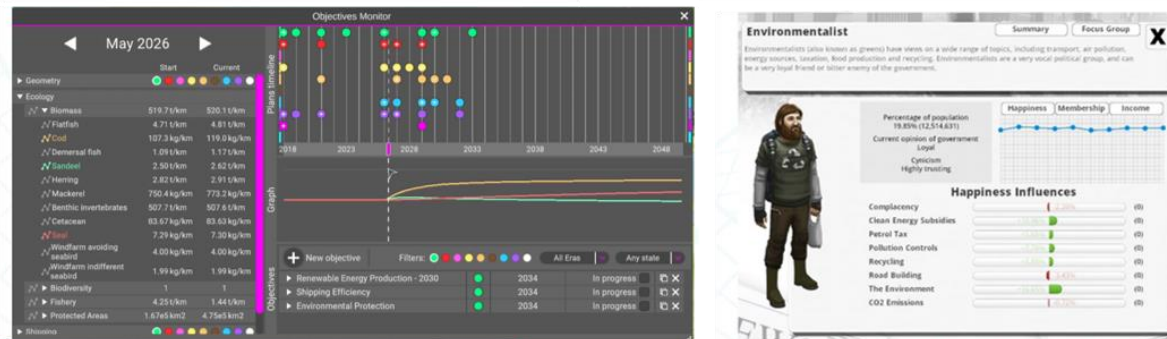 Objectives Monitor
May 2026
Start Current
Geometry
Ecology
Biomass 519.7 t/km 520.1 t/km
Flatfish 4.71 t/km 4.81 t/km
Cod 107.3 kg/km 119.0 kg/km
Demersal fish 1.09 t/km 1.17 t/km
Sandeel 2.50 t/km 2.62 t/km
Herring 2.82 t/km 2.91 t/km
Mackerel 750.4 kg/km 773.2 kg/km
Benthic invertebrates 507.7 t/km 507.6 t/km
Cetacean 83.67 kg/km 83.63 kg/km
Seal 7.29 kg/km 7.30 kg/km
Windfarm avoiding seabird 4.00 kg/km 4.00 kg/km
Windfarm indifferent seabird 1.99 kg/km 1.99 kg/km
Biodiversity 1 1
Fishery 4.25 t/km 1.44 t/km
Protected Areas 1.67e5 km2 4.75e5 km2
Shipping
Plans timeline
2018 2023 2028 2033 2038 2043 2048
Graph
New objective Filters: All Eras Any state
Objectives
Renewable Energy Production - 2030 2034 In progress
Shipping Efficiency 2034 In progress
Environmental Protection 2034 In progress
Environmentalist
Summary Focus Group X
Environmentalists (also known as greens) have views on a wide range of topics, including transport, air pollution,
energy sources, taxation, food production and recycling. Environmentalists are a very vocal political group, and can
be a very loyal friend or bitter enemy of the government.
Happiness Membership Income
Percentage of population
19.85% (12,514,631)
Current opinion of government
Loyal
Cynicism
Highly trusting
Happiness Influences
Complacency (0)
Clean Energy Subsidies (0)
Petrol Tax (0)
Pollution Controls (0)
Recycling (0)
Road Building (0)
The Environment (0)
CO2 Emissions (0)